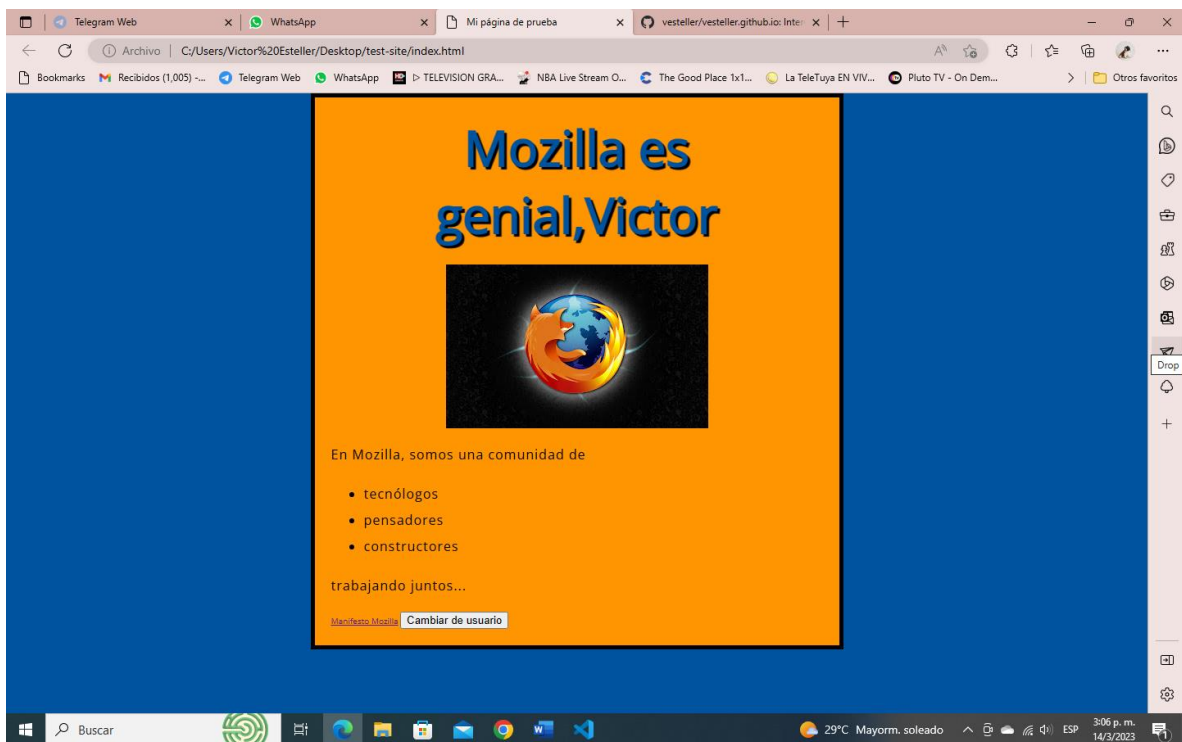 Telegram Web
WhatsApp
Mi página de prueba
vesteller/vesteller.github.io: Inter
Archivo
C:/Users/Victor%20Esteller/Desktop/test-site/index.html
Bookmarks
Recibidos (1,005) -...
Telegram Web
WhatsApp
▷ TELEVISION GRA...
NBA Live Stream O...
The Good Place 1x1...
La TeleTuya EN VIV...
Pluto TV - On Dem...
Otros favoritos
Mozilla es
genial,Victor
Drop
En Mozilla, somos una comunidad de
• tecnólogos
• pensadores
• constructores
trabajando juntos...
Manifesto Mozilla Cambiar de usuario
Buscar
29°C Mayorm. soleado
ESP
3:06 p. m.
14/3/2023